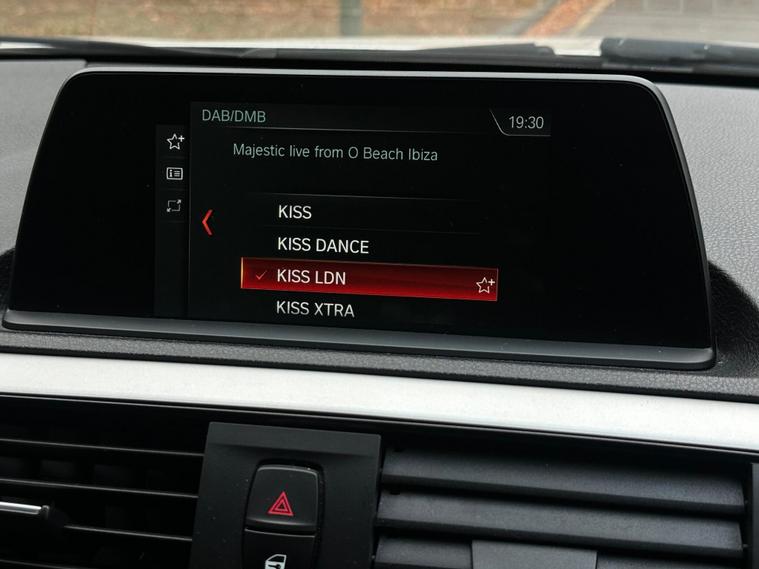 DAB/DMB 19:30
Majestic live from O Beach Ibiza
KISS
KISS DANCE
KISS LDN
KISS XTRA